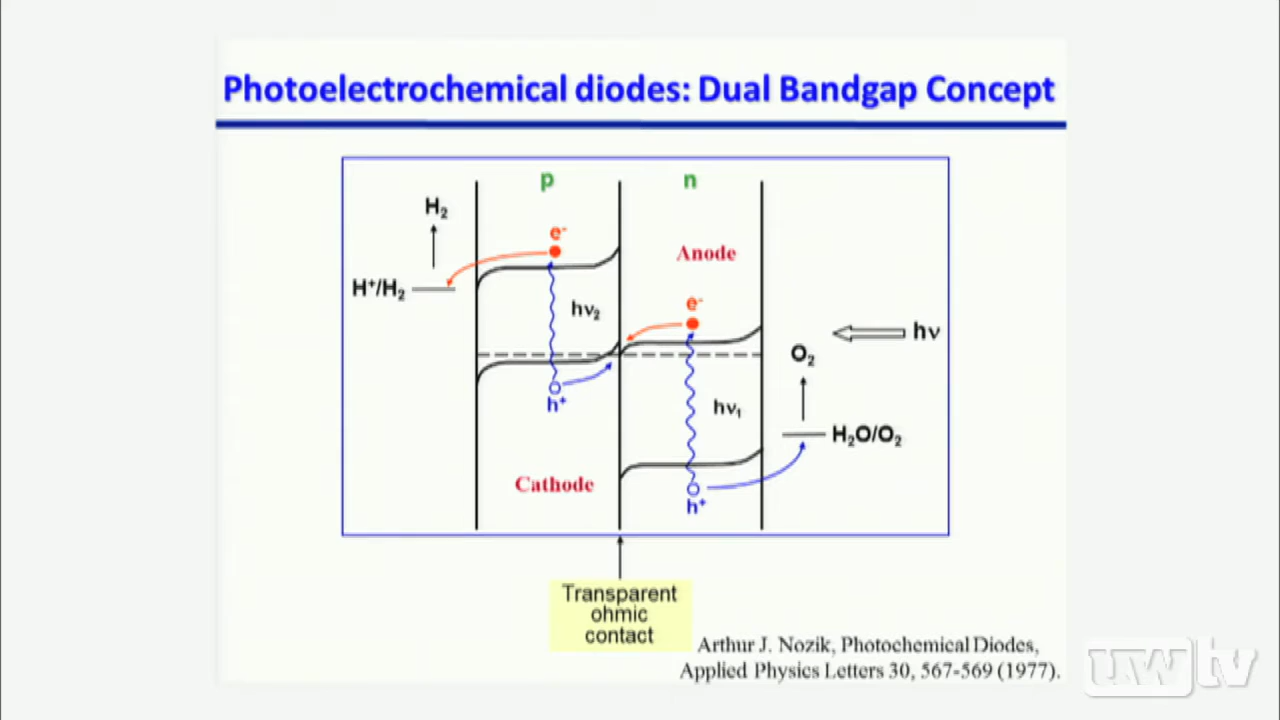 Photoelectrochemical diodes: Dual Bandgap Concept
p
n
H₂
e⁻
Anode
H⁺/H₂
hν₂
e⁻
hν
O₂
h⁺
hν₁
H₂O/O₂
Cathode
h⁺
Transparent
ohmic
contact
Arthur J. Nozik, Photochemical Diodes,
Applied Physics Letters 30, 567-569 (1977).
uwtv